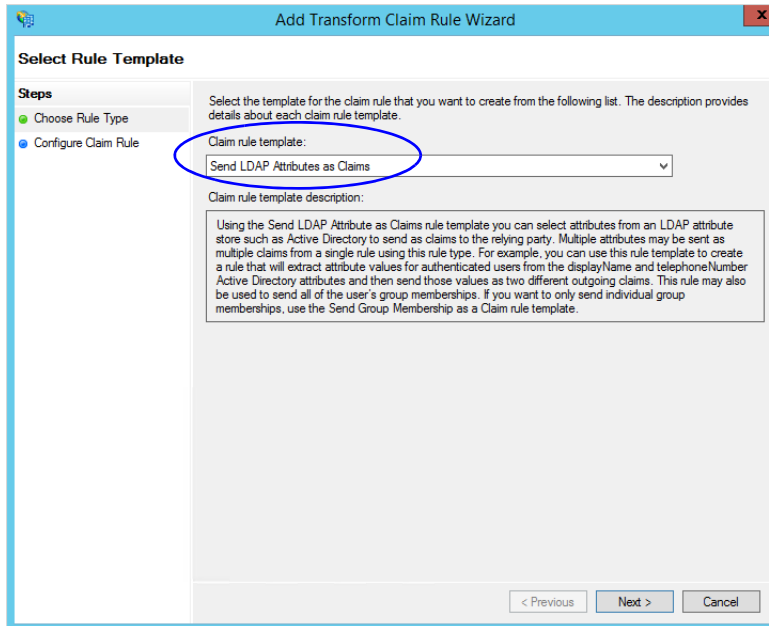 Add Transform Claim Rule Wizard
x
Select Rule Template
Steps
Choose Rule Type
Configure Claim Rule
Select the template for the claim rule that you want to create from the following list. The description provides
details about each claim rule template.
Claim rule template:
Send LDAP Attributes as Claims
Claim rule template description:
Using the Send LDAP Attribute as Claims rule template you can select attributes from an LDAP attribute
store such as Active Directory to send as claims to the relying party. Multiple attributes may be sent as
multiple claims from a single rule using this rule type. For example, you can use this rule template to create
a rule that will extract attribute values for authenticated users from the displayName and telephoneNumber
Active Directory attributes and then send those values as two different outgoing claims. This rule may also
be used to send all of the user's group memberships. If you want to only send individual group
memberships, use the Send Group Membership as a Claim rule template.
< Previous
Next >
Cancel